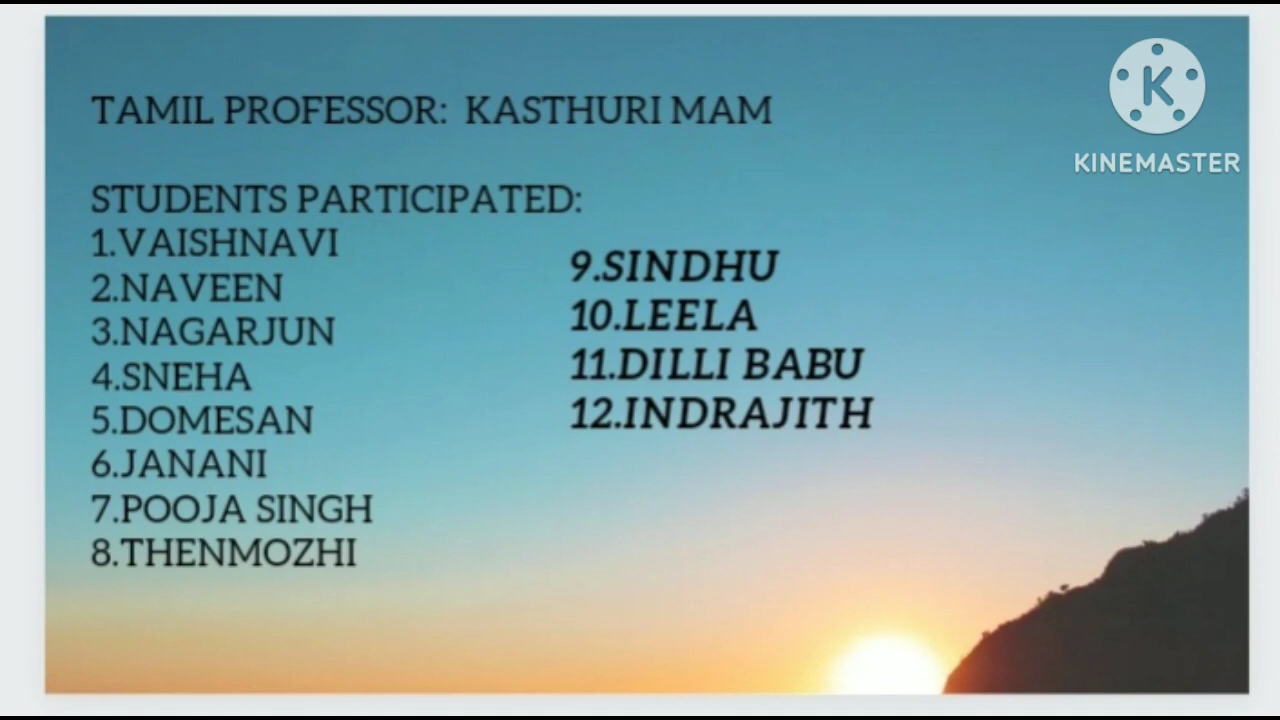 TAMIL PROFESSOR: KASTHURI MAM
STUDENTS PARTICIPATED:
1.VAISHNAVI
2.NAVEEN
3.NAGARJUN
4.SNEHA
5.DOMESAN
6.JANANI
7.POOJA SINGH
8.THENMOZHI
9.SINDHU
10.LEELA
11.DILLI BABU
12.INDRAJITH
K
KINEMASTER